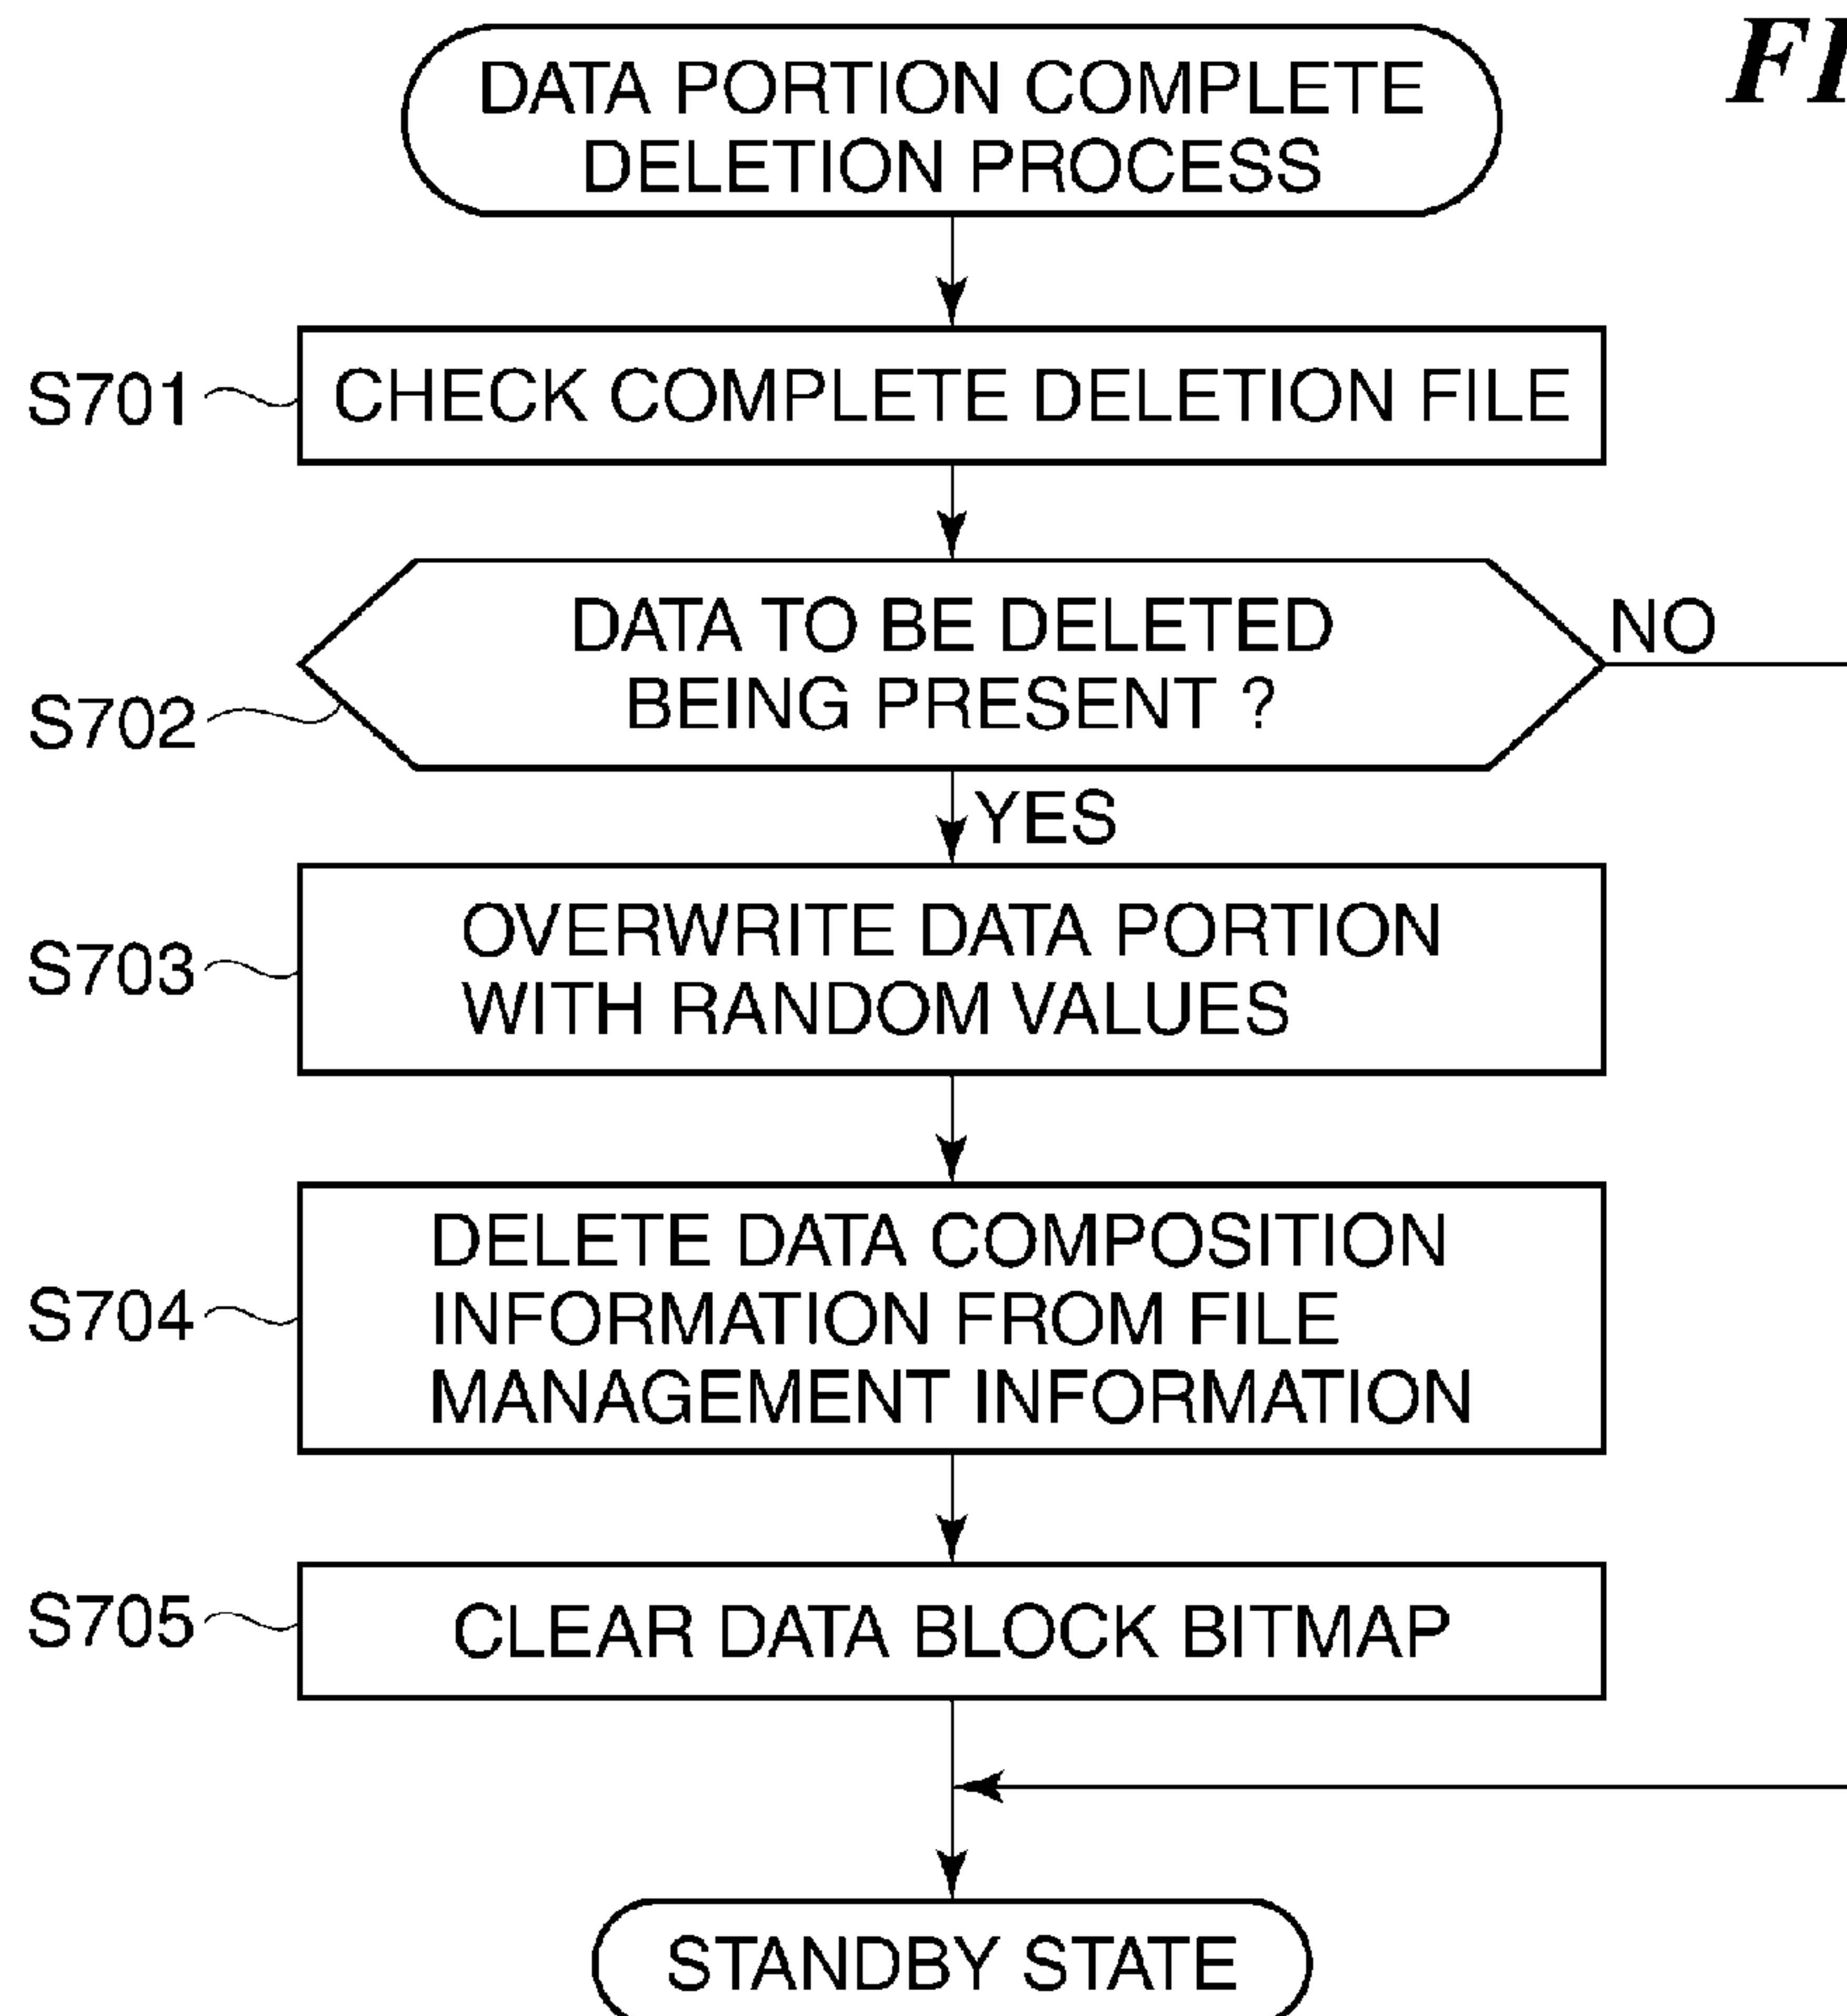 FI
DATA PORTION COMPLETE
DELETION PROCESS
S701
CHECK COMPLETE DELETION FILE
S702
DATA TO BE DELETED
BEING PRESENT ?
NO
YES
S703
OVERWRITE DATA PORTION
WITH RANDOM VALUES
S704
DELETE DATA COMPOSITION
INFORMATION FROM FILE
MANAGEMENT INFORMATION
S705
CLEAR DATA BLOCK BITMAP
STANDBY STATE